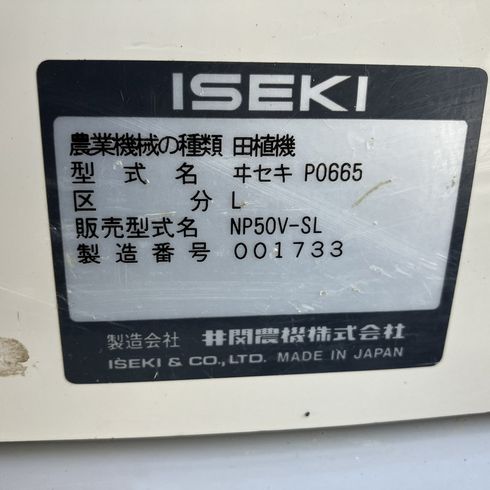 ISEKI
農業機械の種類 田植機
型式名 ヰセキ PO665
区分 L
販売型式名 NP50V-SL
製造番号 001733
製造会社 井関農機株式会社
ISEKI & CO.,LTD. MADE IN JAPAN